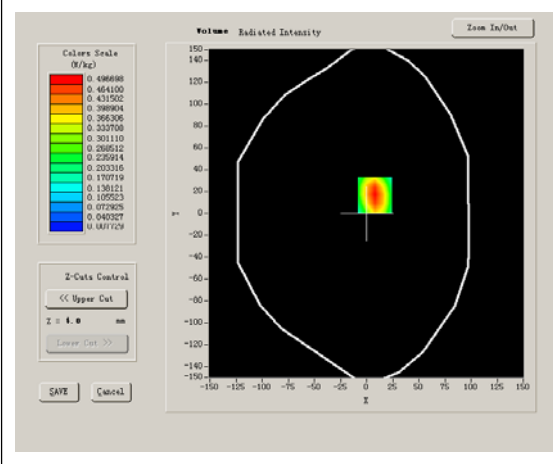 Volume Radiated Intensity
Zoom In/Out
Colors Scale
(W/kg)
0.496698
0.464100
0.431502
0.398904
0.366306
0.333708
0.301110
0.268512
0.235914
0.203316
0.170719
0.138121
0.105523
0.072925
0.040327
0.007729
150
120
100
80
60
40
20
0
-20
-40
-60
-80
-100
-120
-140
-150
Y
-150 -125 -100 -75 -50 -25 0 25 50 75 100 125 150
X
Z-Cuts Control
<< Upper Cut
Z = 4.0 mm
Lower Cut >>
SAVE
Cancel